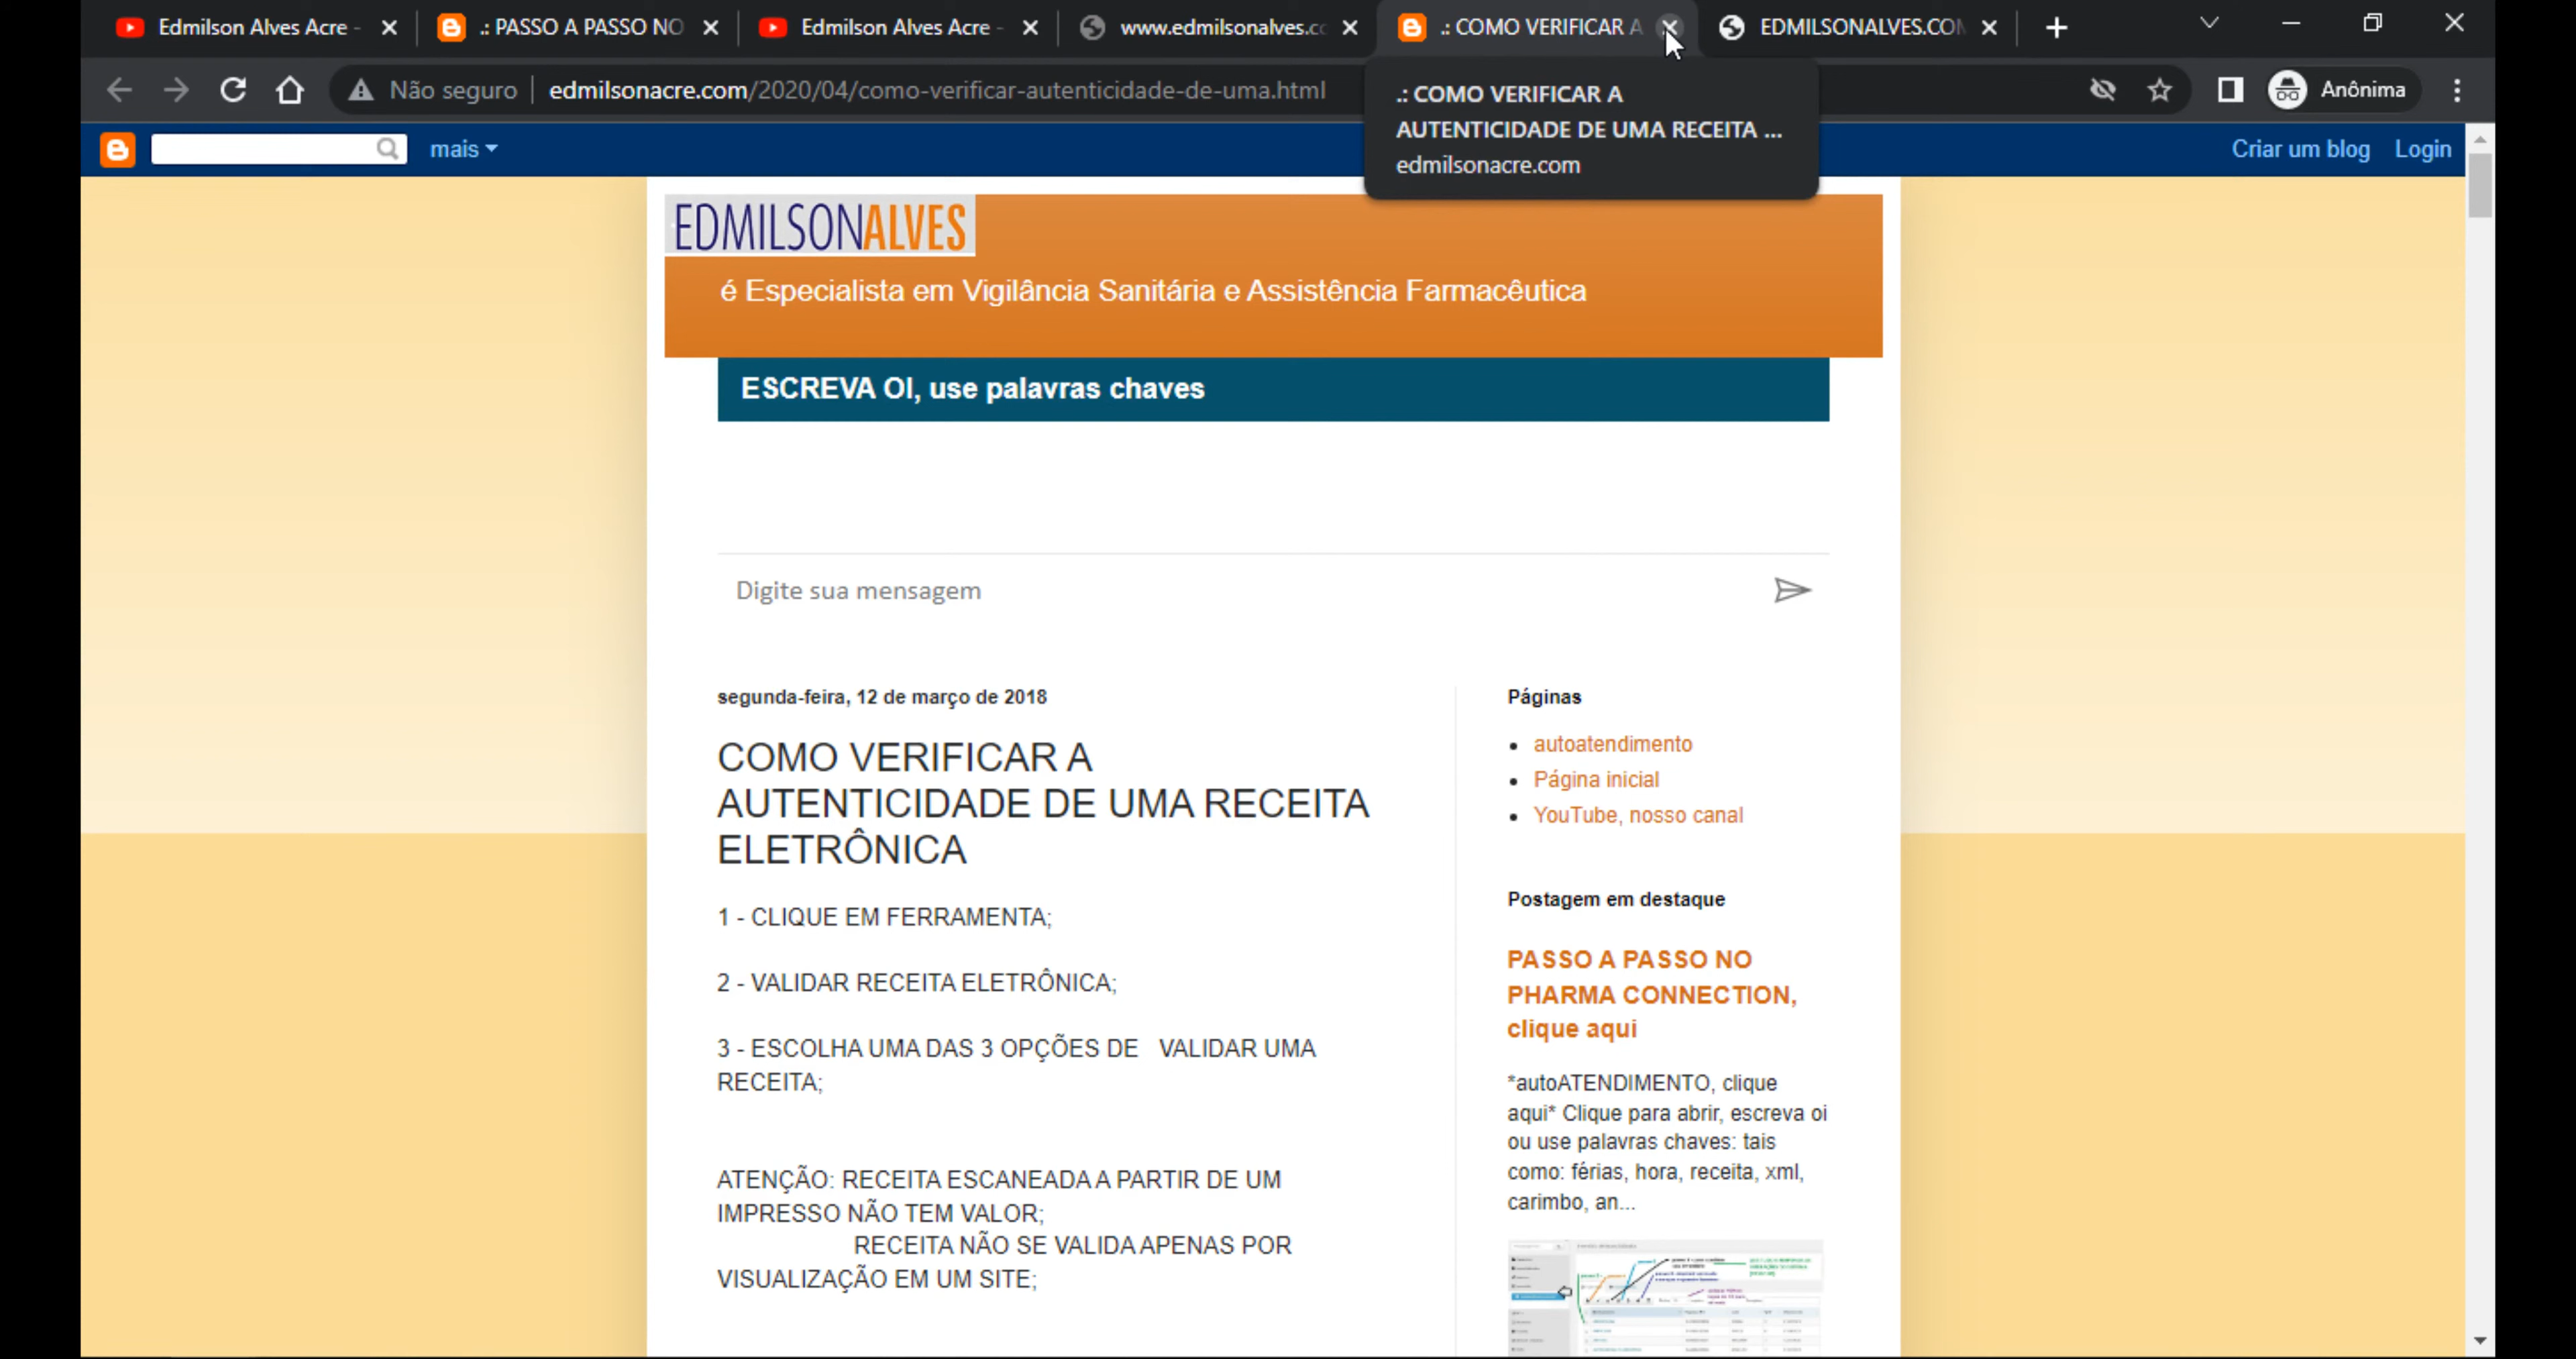 Edmilson Alves Acre -
.: PASSO A PASSO NO
Edmilson Alves Acre -
www.edmilsonalves.co
.: COMO VERIFICAR A
EDMILSONALVES.COM
Não seguro
edmilsonacre.com/2020/04/como-verificar-autenticidade-de-uma.html
Anônima
.: COMO VERIFICAR A
AUTENTICIDADE DE UMA RECEITA ...
edmilsonacre.com
mais
Criar um blog
Login
EDMILSONALVES
é Especialista em Vigilância Sanitária e Assistência Farmacêutica
ESCREVA OI, use palavras chaves
Digite sua mensagem
segunda-feira, 12 de março de 2018
COMO VERIFICAR A
AUTENTICIDADE DE UMA RECEITA
ELETRÔNICA
1 - CLIQUE EM FERRAMENTA;
2 - VALIDAR RECEITA ELETRÔNICA;
3 - ESCOLHA UMA DAS 3 OPÇÕES DE VALIDAR UMA
RECEITA;
ATENÇÃO: RECEITA ESCANEADA A PARTIR DE UM
IMPRESSO NÃO TEM VALOR;
RECEITA NÃO SE VALIDA APENAS POR
VISUALIZAÇÃO EM UM SITE;
Páginas
autoatendimento
Página inicial
YouTube, nosso canal
Postagem em destaque
PASSO A PASSO NO
PHARMA CONNECTION,
clique aqui
*autoATENDIMENTO, clique
aqui* Clique para abrir, escreva oi
ou use palavras chaves: tais
como: férias, hora, receita, xml,
carimbo, an...